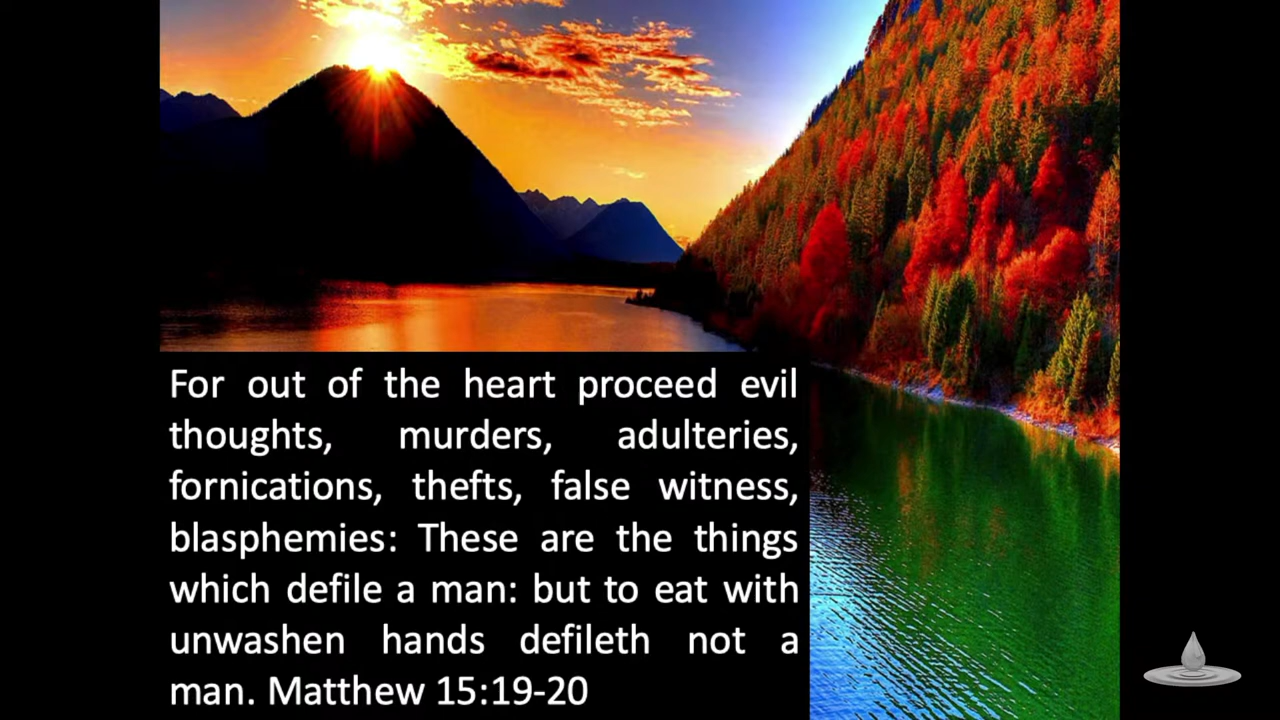 For out of the heart proceed evil
thoughts, murders, adulteries,
fornications, thefts, false witness,
blasphemies: These are the things
which defile a man: but to eat with
unwashen hands defileth not a
man. Matthew 15:19-20